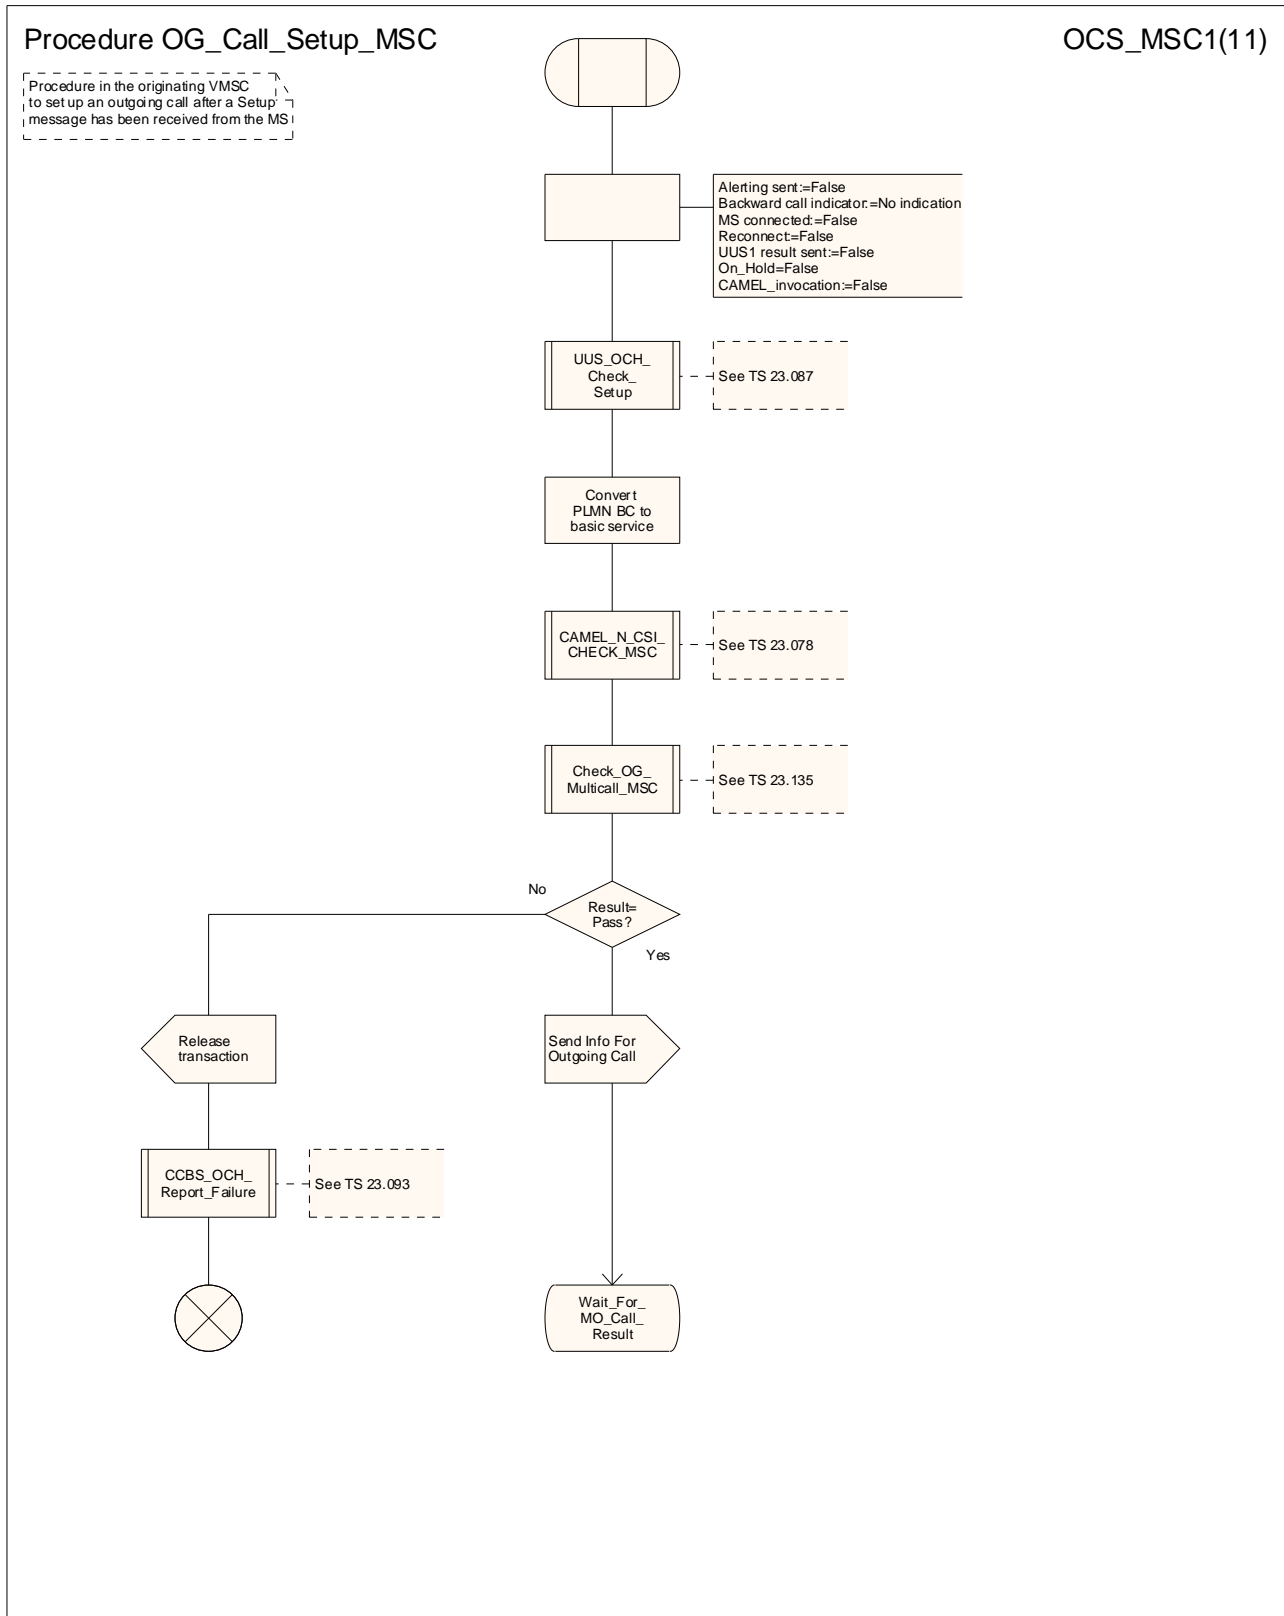 Procedure OG_Call_Setup_MSC
OCS_MSC1(11)
Procedure in the originating VMSC
to set up an outgoing call after a Setup
message has been received from the MS
Alerting sent:=False
Backward call indicator:=No indication
MS connected:=False
Reconnect:=False
UUS1 result sent:=False
On_Hold=False
CAMEL_invocation:=False
UUS_OCH_
Check_
Setup
See TS 23.087
Convert
PLMN BC to
basic service
CAMEL_N_CSI_
CHECK_MSC
See TS 23.078
Check_OG_
Multicall_MSC
See TS 23.135
No
Result=
Pass?
Yes
Release
transaction
Send Info For
Outgoing Call
CCBS_OCH_
Report_Failure
See TS 23.093
Wait_For_
MO_Call_
Result